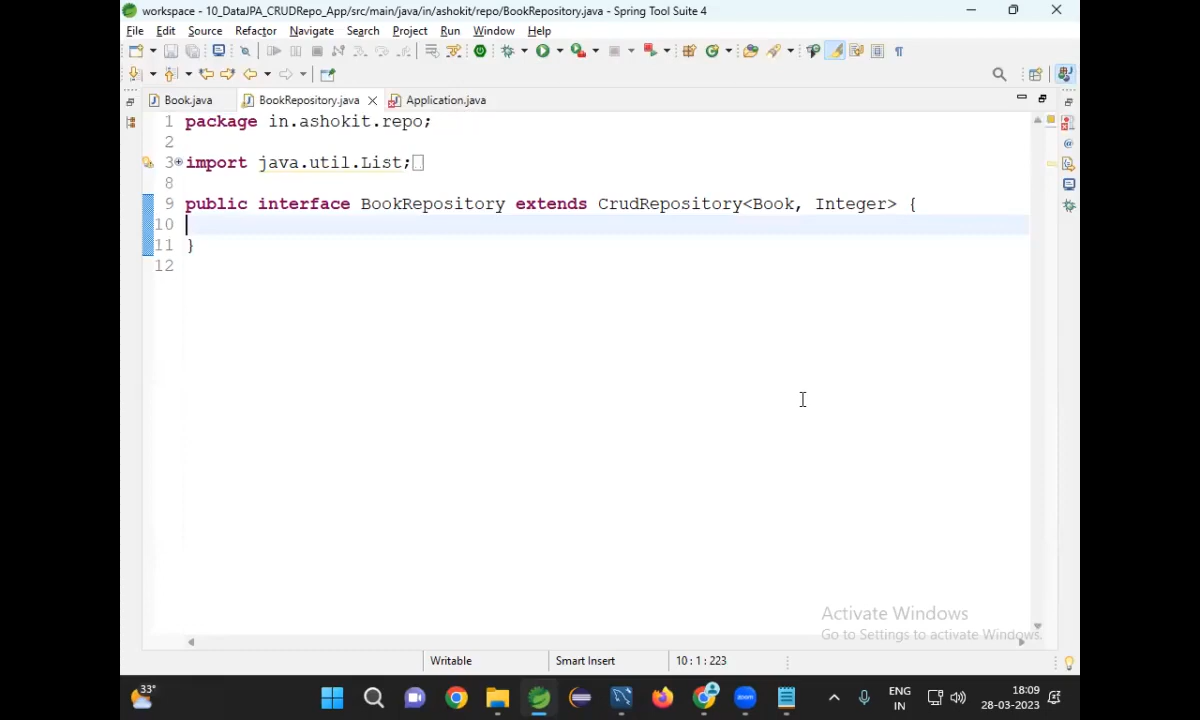 workspace - 10_DataJPA_CRUDRepo_App/src/main/java/in/ashokit/repo/BookRepository.java - Spring Tool Suite 4
File Edit Source Refactor Navigate Search Project Run Window Help
Book.java BookRepository.java Application.java
1 package in.ashokit.repo;
2
3 import java.util.List;
8
9 public interface BookRepository extends CrudRepository<Book, Integer> {
10
11 }
12
Activate Windows
Go to Settings to activate Windows.
Writable Smart Insert 10 : 1 : 223
33° zoom ENG 18:09
IN 28-03-2023